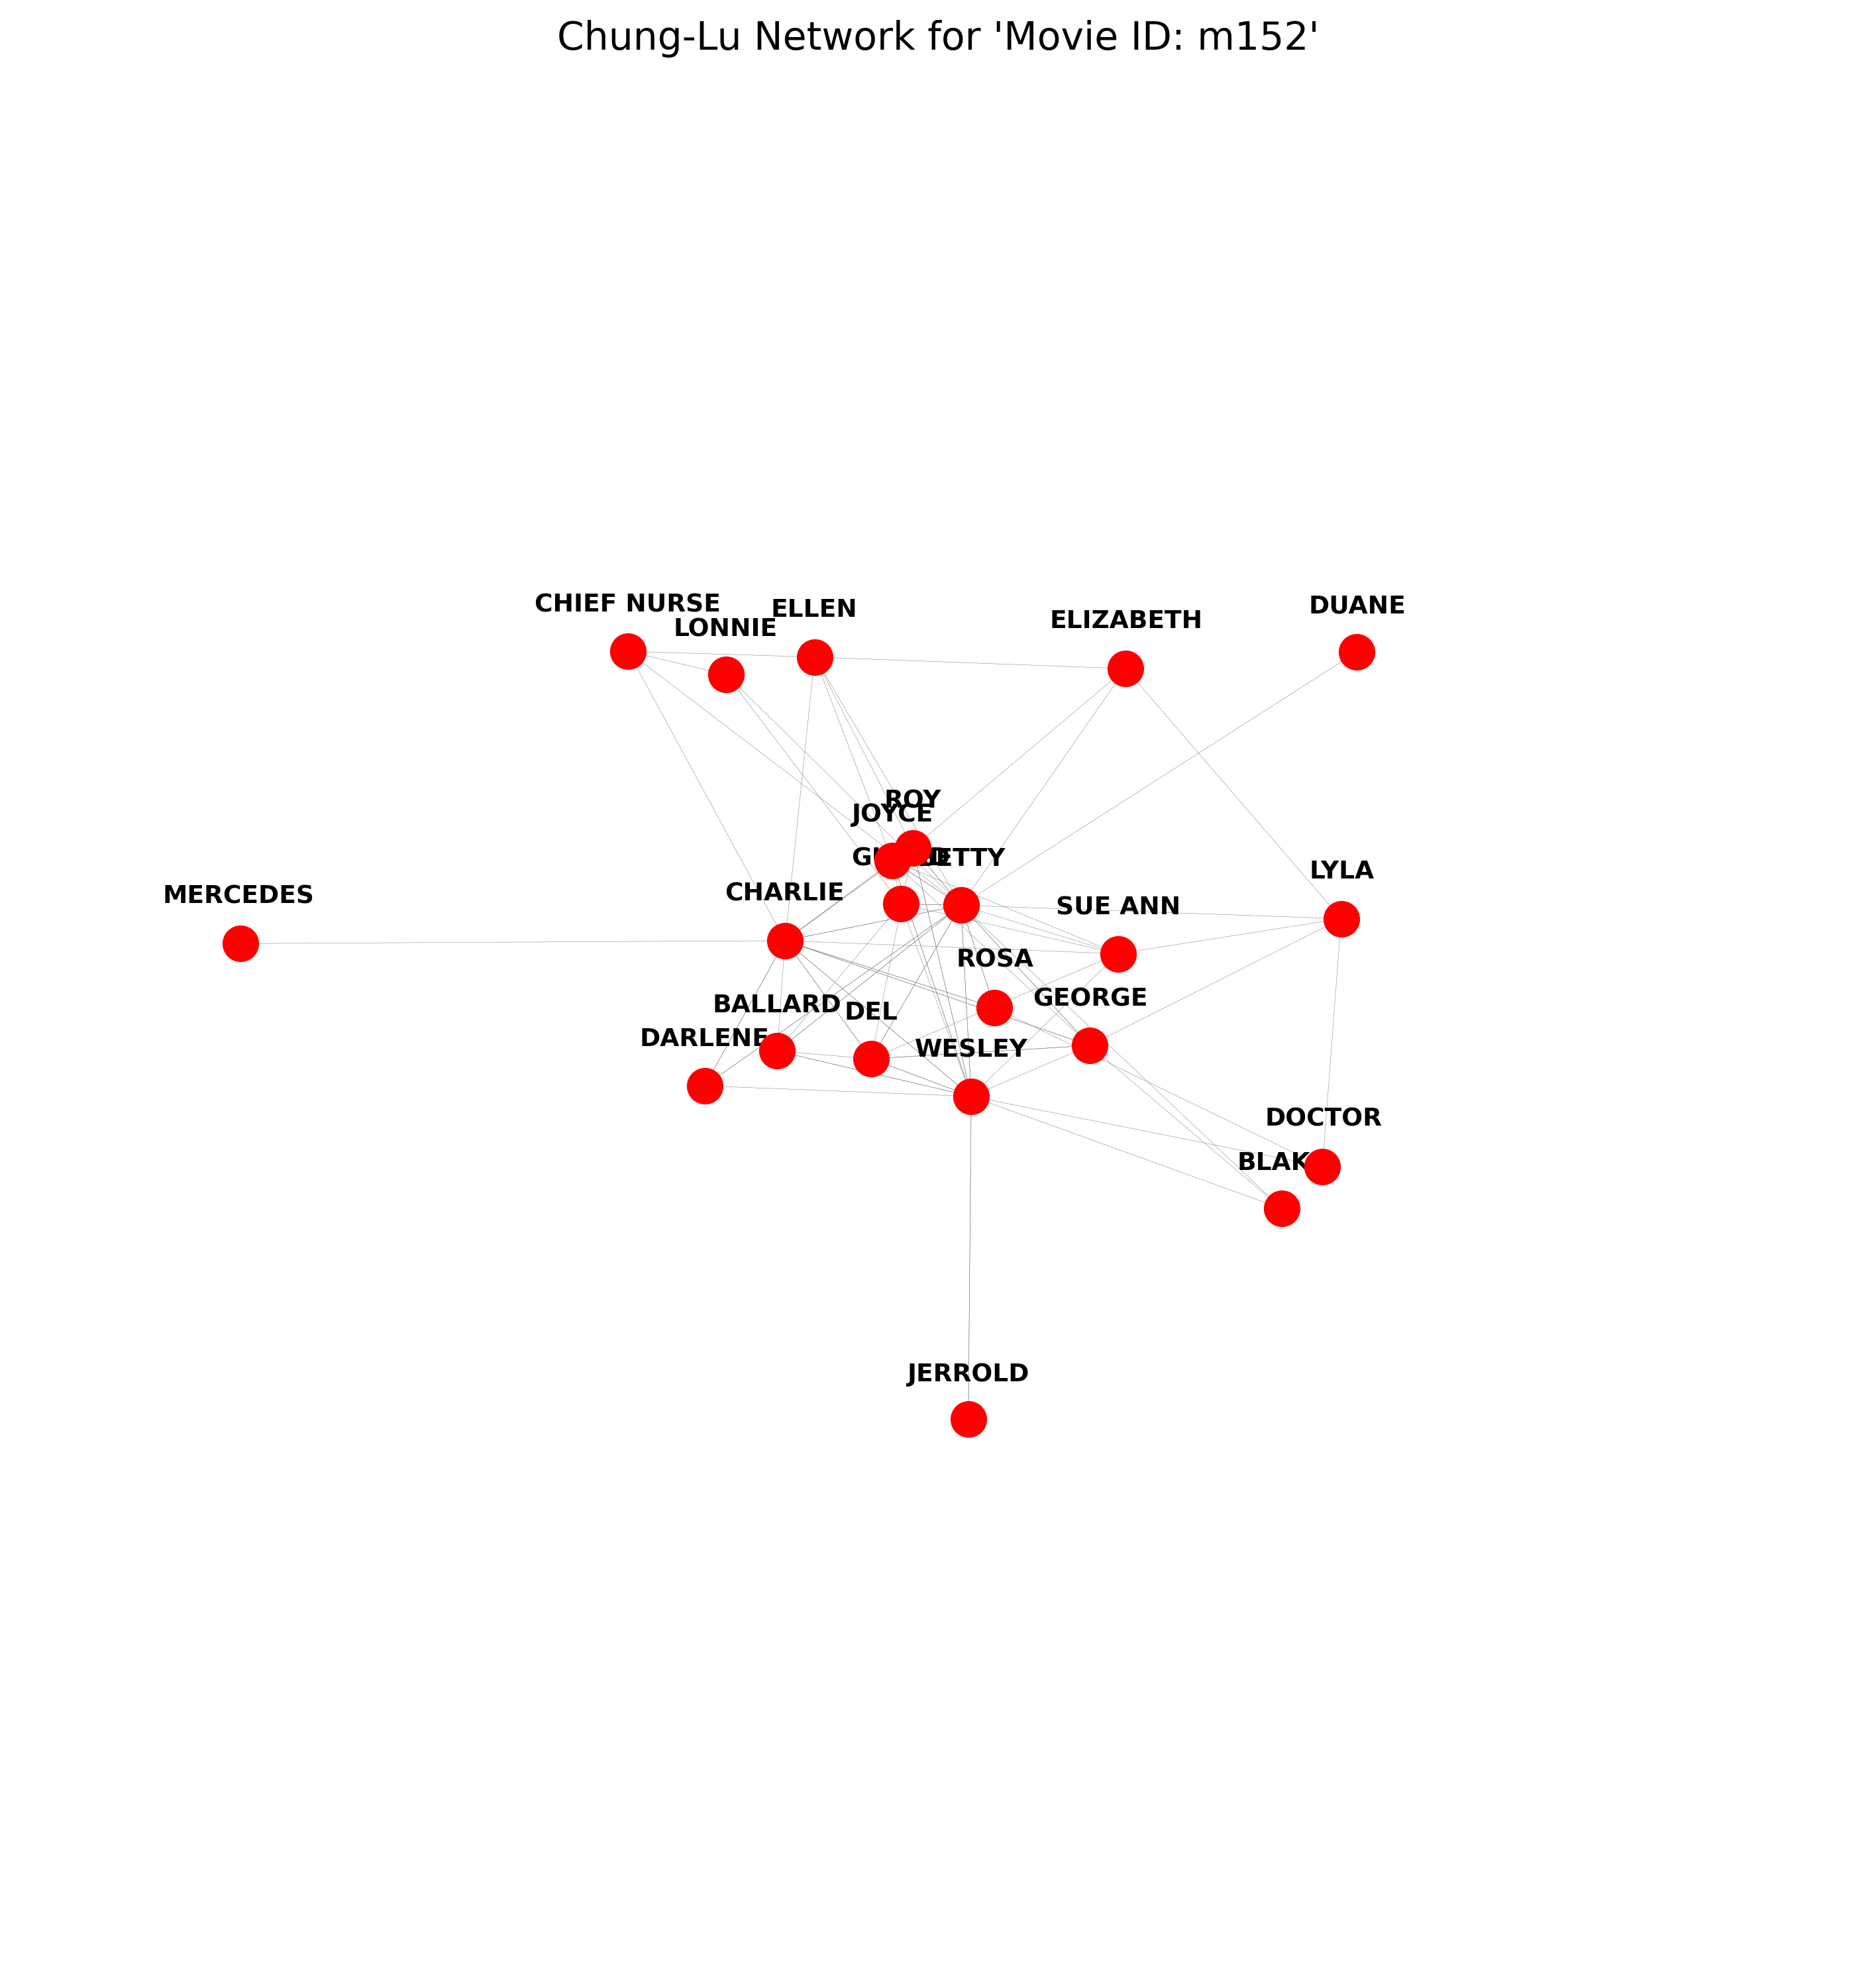 Chung-Lu Network for 'Movie ID: m152'
CHIEF NURSE
ELLEN
DUANE
LONNIE
ELIZABETH
ROY
JOYCE
LYLA
CHARLIE
MERCEDES
SUE ANN
ROSA
GEORGE
BALLARD
DEL
DARLENE
WESLEY
DOCTOR
JERROLD